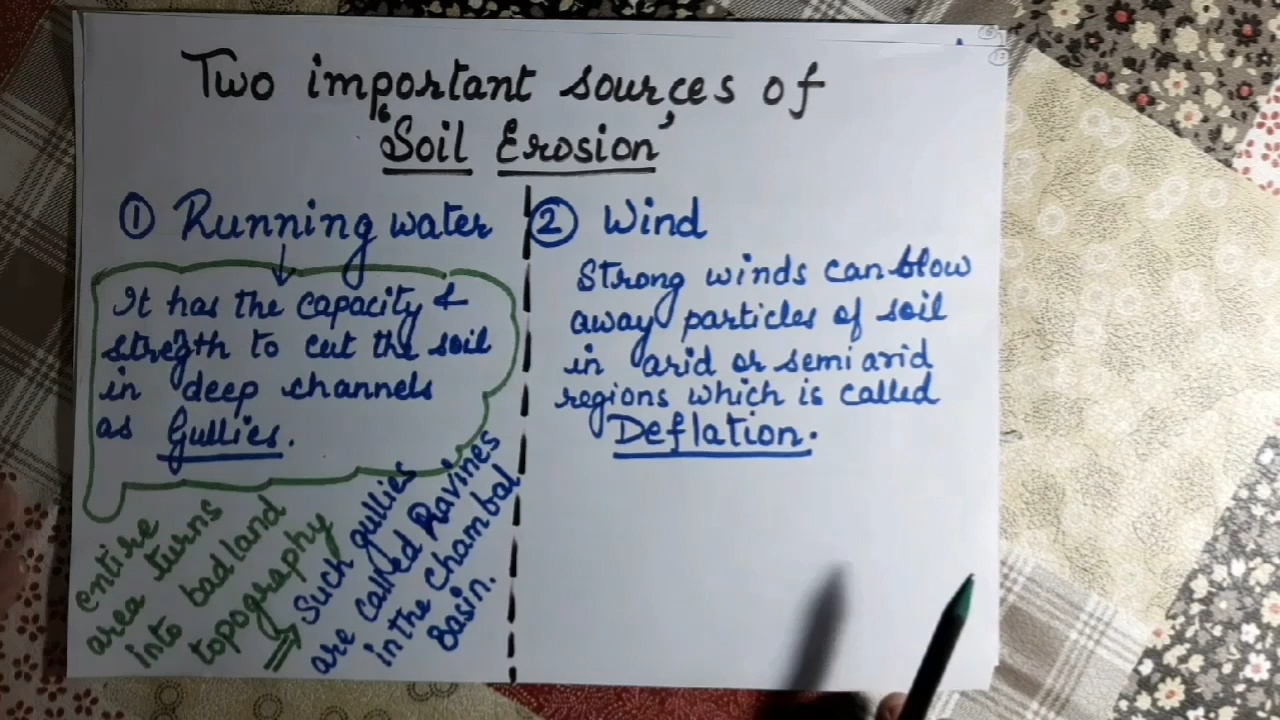 Two important sources of
'Soil Erosion'
① Running water
It has the capacity &
strength to cut the soil
in deep channels
as Gullies.
entire
area turns
into bad land
topography
Such gullies
are called Ravines
in the Chambal
Basin.
② Wind
Strong winds can blow
away particles of soil
in arid or semi arid
regions which is called
Deflation.